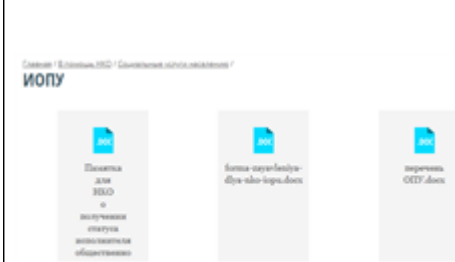 Главная / В помощь НКО / Социальные услуги населению /
ИОПУ
.DOC
Памятка
для
НКО
о
получении
статуса
исполнителя
общественно
.DOC
forma-zayavleniya-
dlya-nko-iopu.docx
.DOC
перечень
ОПУ.docx